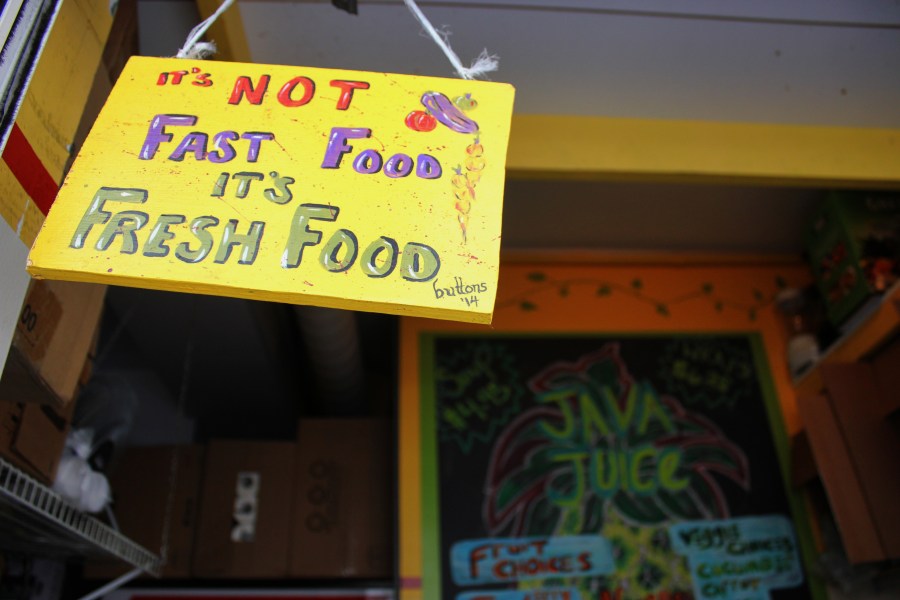 IT'S NOT
FAST FOOD
IT'S
FRESH FOOD
buttons
'14
JAVA
JUICE
FRUIT
CHOICES
VEGGIE